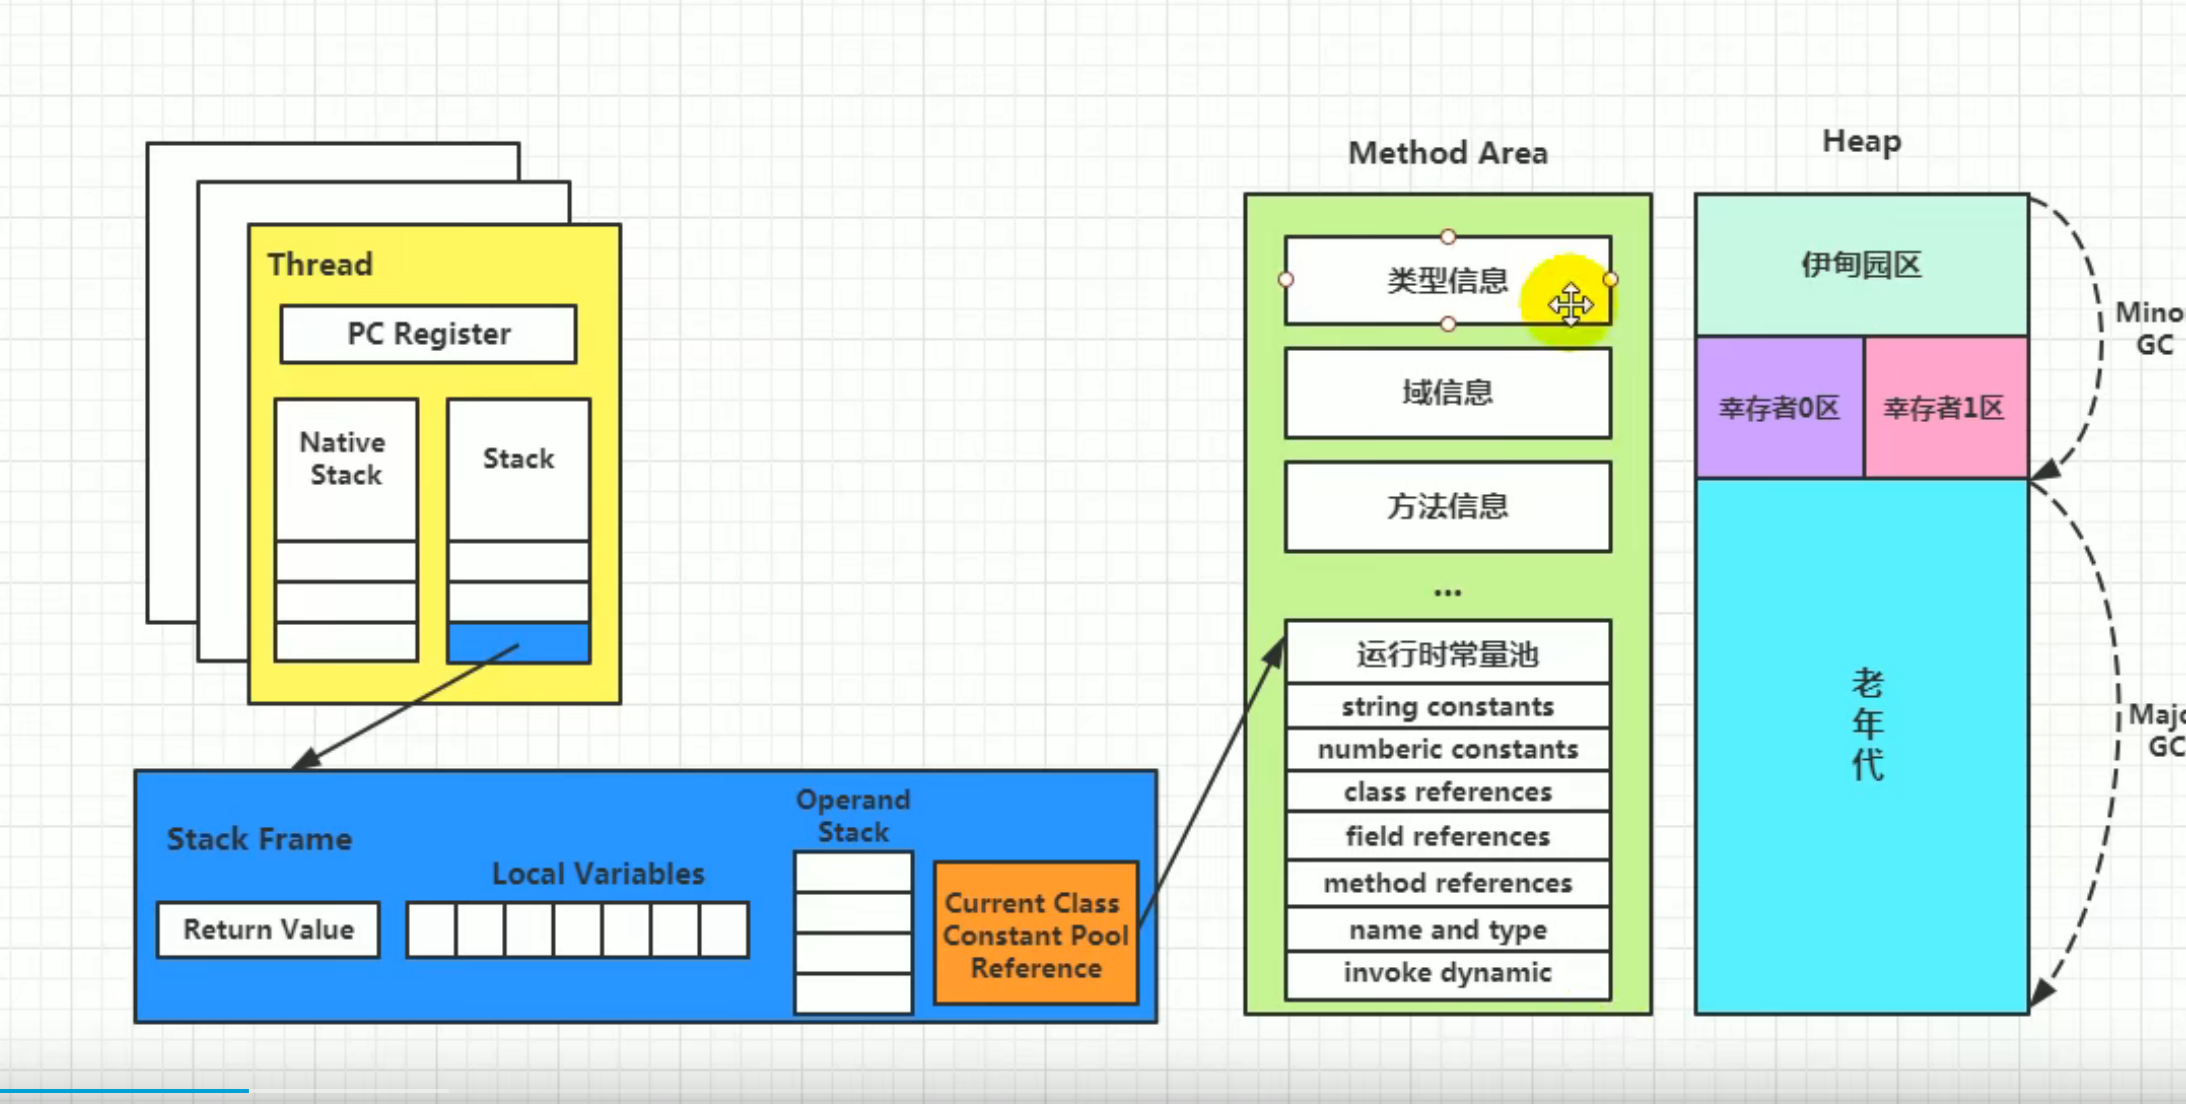 Thread
PC Register
Native
Stack
Stack
Stack Frame
Return Value
Local Variables
Operand
Stack
Current Class
Constant Pool
Reference
Method Area
类型信息
域信息
方法信息
...
运行时常量池
string constants
numberic constants
class references
field references
method references
name and type
invoke dynamic
Heap
伊甸园区
幸存者0区
幸存者1区
老
年
代
Mino
GC
Majo
GC